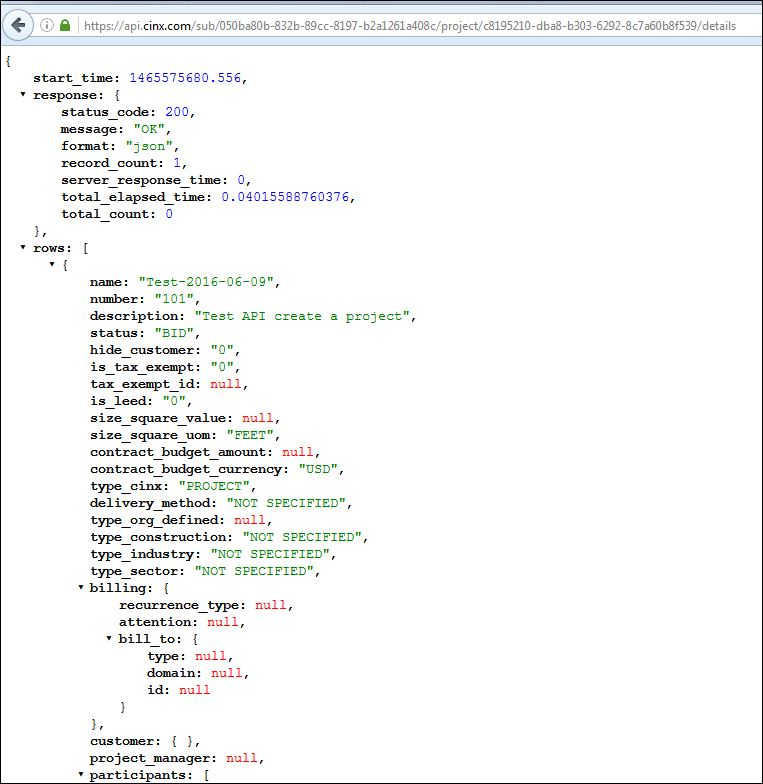 https://api.cinx.com/sub/050ba80b-832b-89cc-8197-b2a1261a408c/project/c8195210-dba8-b303-6292-8c7a60b8f539/details
{
start_time: 1465575680.556,
response: {
status_code: 200,
message: "OK",
format: "json",
record_count: 1,
server_response_time: 0,
total_elapsed_time: 0.04015588760376,
total_count: 0
},
rows: [
{
name: "Test-2016-06-09",
number: "101",
description: "Test API create a project",
status: "BID",
hide_customer: "0",
is_tax_exempt: "0",
tax_exempt_id: null,
is_leed: "0",
size_square_value: null,
size_square_uom: "FEET",
contract_budget_amount: null,
contract_budget_currency: "USD",
type_cinx: "PROJECT",
delivery_method: "NOT SPECIFIED",
type_org_defined: null,
type_construction: "NOT SPECIFIED",
type_industry: "NOT SPECIFIED",
type_sector: "NOT SPECIFIED",
billing: {
recurrence_type: null,
attention: null,
bill_to: {
type: null,
domain: null,
id: null
}
},
customer: { },
project_manager: null,
participants: [